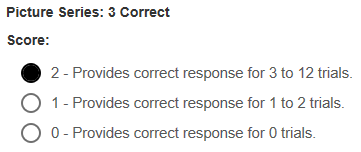 Picture Series: 3 Correct
Score:
2 - Provides correct response for 3 to 12 trials.
1 - Provides correct response for 1 to 2 trials.
0 - Provides correct response for 0 trials.